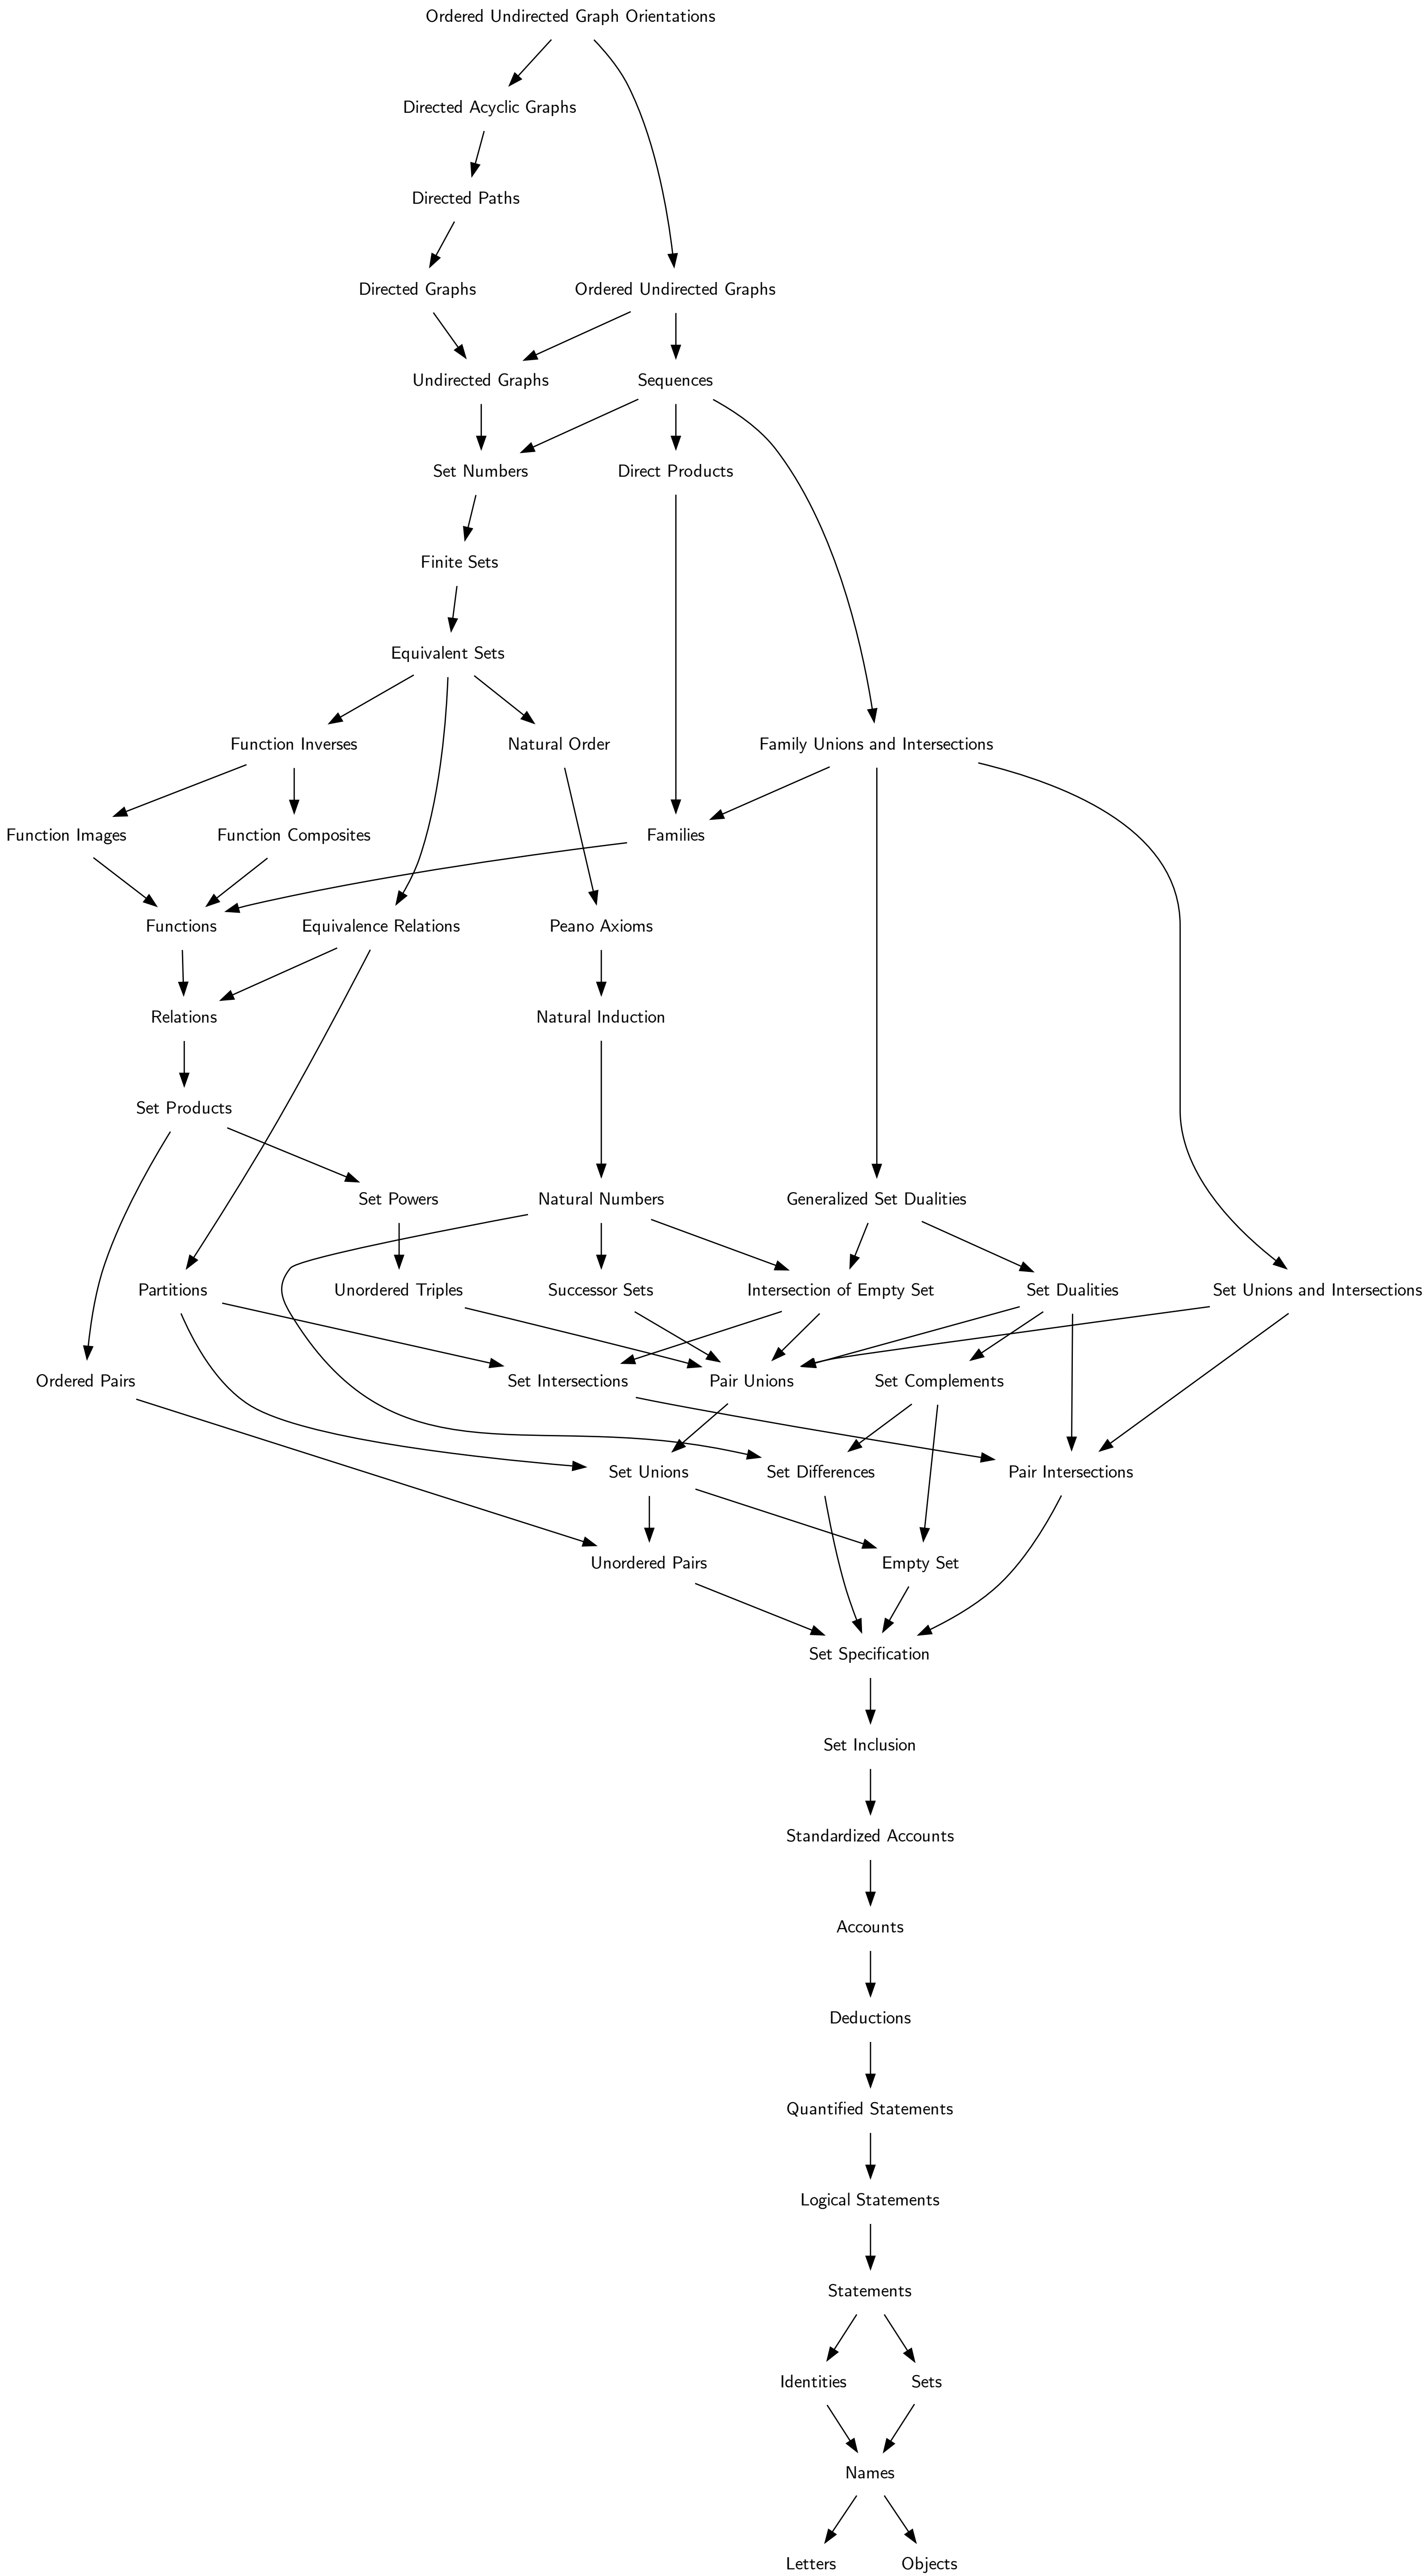 Ordered Undirected Graph Orientations
Directed Acyclic Graphs
Directed Paths
Directed Graphs
Ordered Undirected Graphs
Undirected Graphs
Sequences
Set Numbers
Direct Products
Finite Sets
Equivalent Sets
Function Inverses
Natural Order
Family Unions and Intersections
Function Images
Function Composites
Families
Functions
Equivalence Relations
Peano Axioms
Relations
Natural Induction
Set Products
Set Powers
Natural Numbers
Generalized Set Dualities
Partitions
Unordered Triples
Successor Sets
Intersection of Empty Set
Set Dualities
Set Unions and Intersections
Ordered Pairs
Set Intersections
Pair Unions
Set Complements
Set Unions
Set Differences
Pair Intersections
Unordered Pairs
Empty Set
Set Specification
Set Inclusion
Standardized Accounts
Accounts
Deductions
Quantified Statements
Logical Statements
Statements
Identities
Sets
Names
Letters
Objects